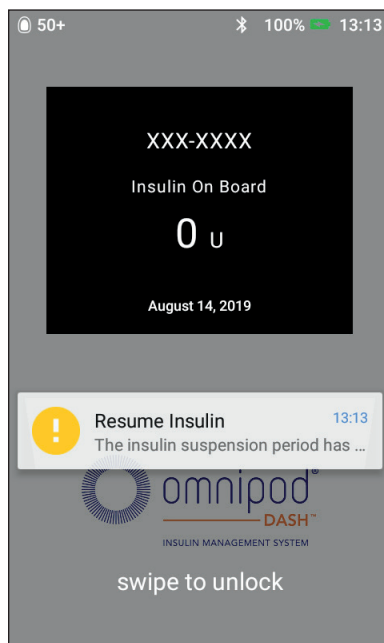 50+ 100% 13:13
XXX-XXXX
Insulin On Board
0 U
August 14, 2019
Resume Insulin 13:13
The insulin suspension period has ...
omnipod®
DASH™
INSULIN MANAGEMENT SYSTEM
swipe to unlock